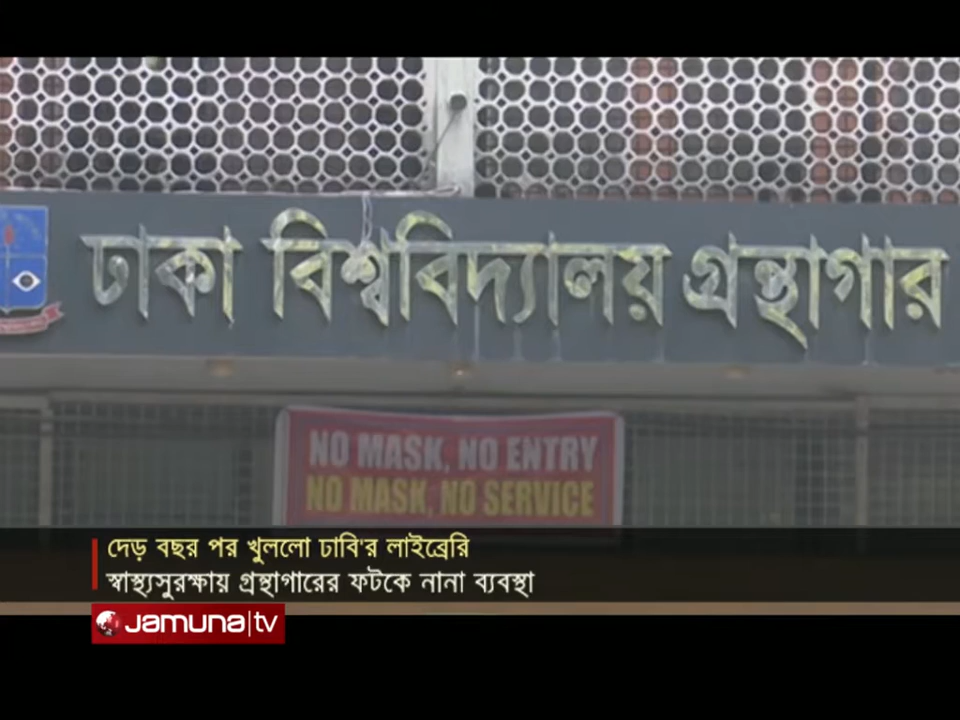 ঢাকা বিশ্ববিদ্যালয় গ্রন্থাগার
NO MASK, NO ENTRY
NO MASK, NO SERVICE
দেড় বছর পর খুললো ঢাবি'র লাইব্রেরি
স্বাস্থ্যসুরক্ষায় গ্রন্থাগারের ফটকে নানা ব্যবস্থা
Jamuna|tv